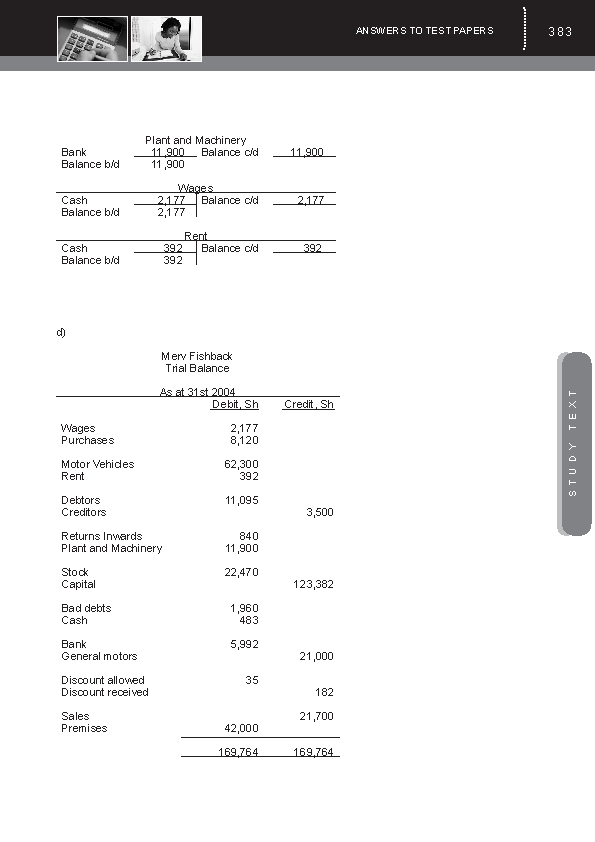 ANSWERS TO TEST PAPERS 383
Plant and Machinery
Bank 11,900 Balance c/d 11,900
Balance b/d 11,900
Wages
Cash 2,177 Balance c/d 2,177
Balance b/d 2,177
Rent
Cash 392 Balance c/d 392
Balance b/d 392
d)
Merv Fishback
Trial Balance
As at 31st 2004
Debit, Sh Credit, Sh
Wages 2,177
Purchases 8,120
Motor Vehicles 62,300
Rent 392
Debtors 11,095
Creditors 3,500
Returns Inwards 840
Plant and Machinery 11,900
Stock 22,470
Capital 123,382
Bad debts 1,960
Cash 483
Bank 5,992
General motors 21,000
Discount allowed 35
Discount received 182
Sales 21,700
Premises 42,000
169,764 169,764
STUDY TEXT